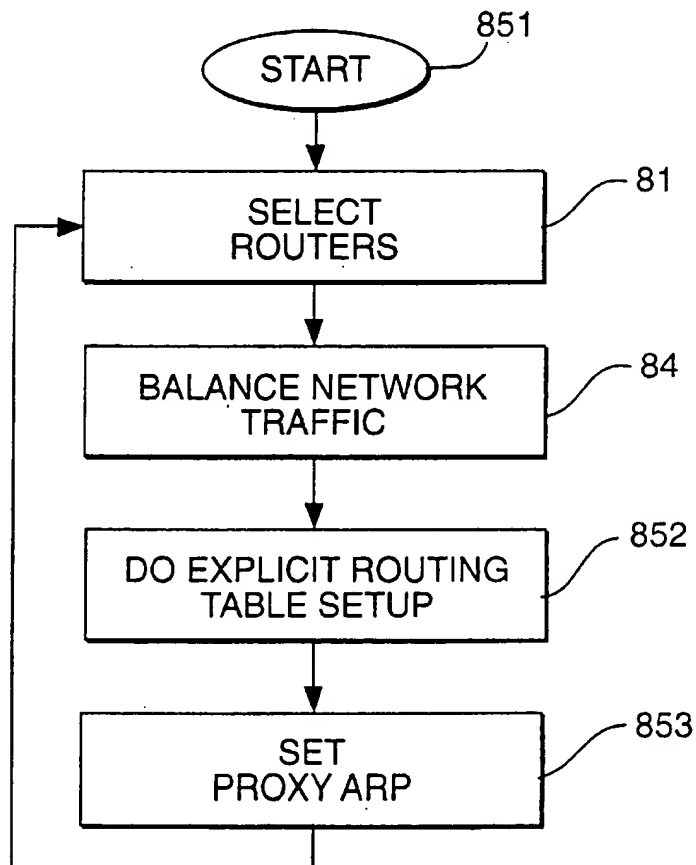 851
START
81
SELECT
ROUTERS
84
BALANCE NETWORK
TRAFFIC
852
DO EXPLICIT ROUTING
TABLE SETUP
853
SET
PROXY ARP